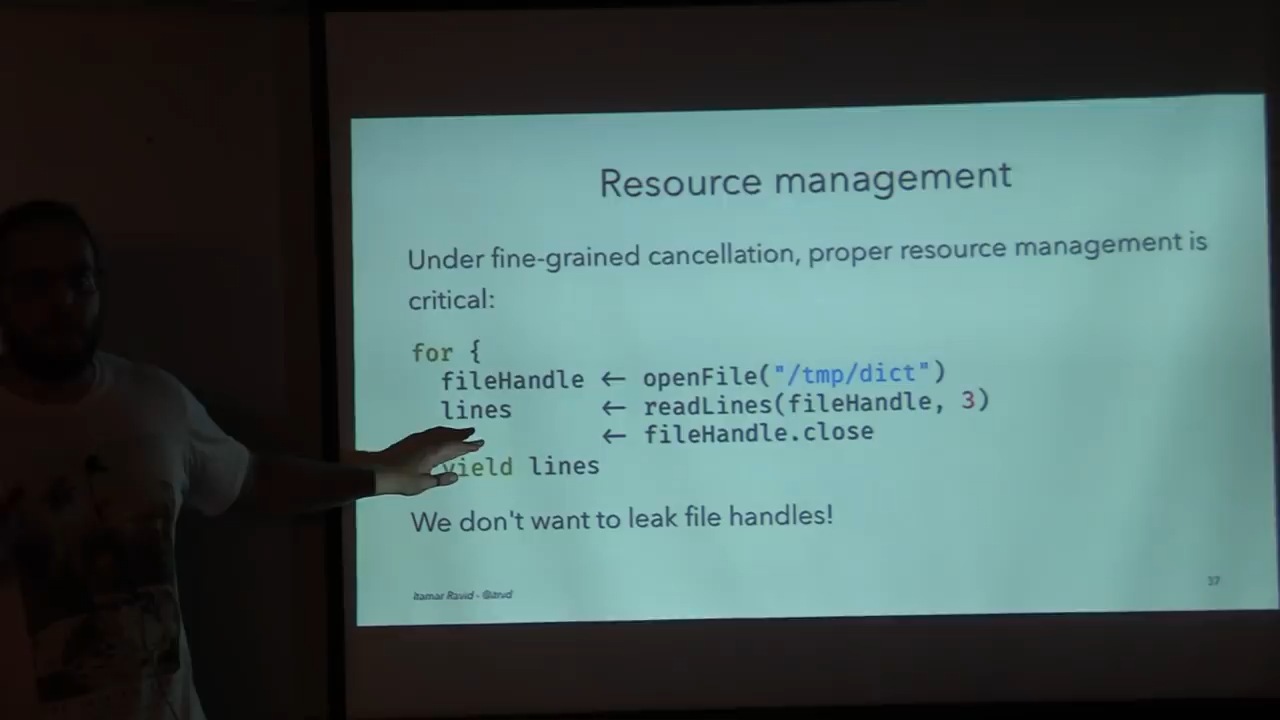 Resource management
Under fine-grained cancellation, proper resource management is
critical:
for {
fileHandle ← openFile("/tmp/dict")
lines ← readLines(fileHandle, 3)
← fileHandle.close
yield lines
We don't want to leak file handles!
Itamar Ravid - @itrvd
37